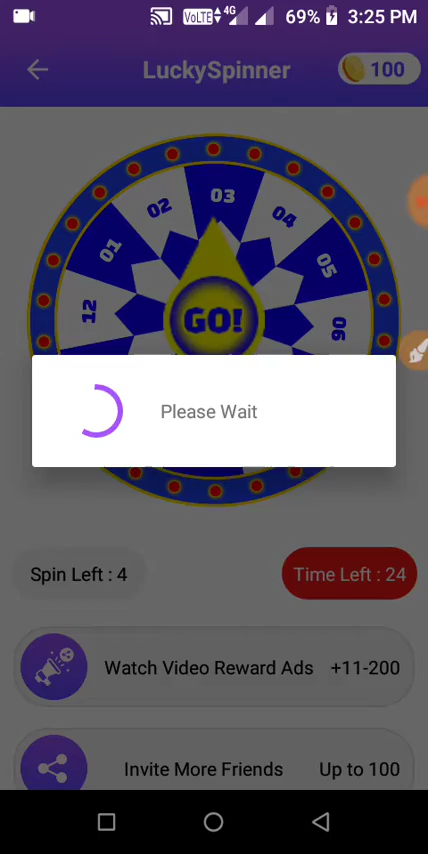 VoLTE 4G 69% 3:25 PM
LuckySpinner
100
03
02
04
01
05
12
06
GO!
Please Wait
Spin Left : 4
Time Left : 24
Watch Video Reward Ads +11-200
Invite More Friends Up to 100